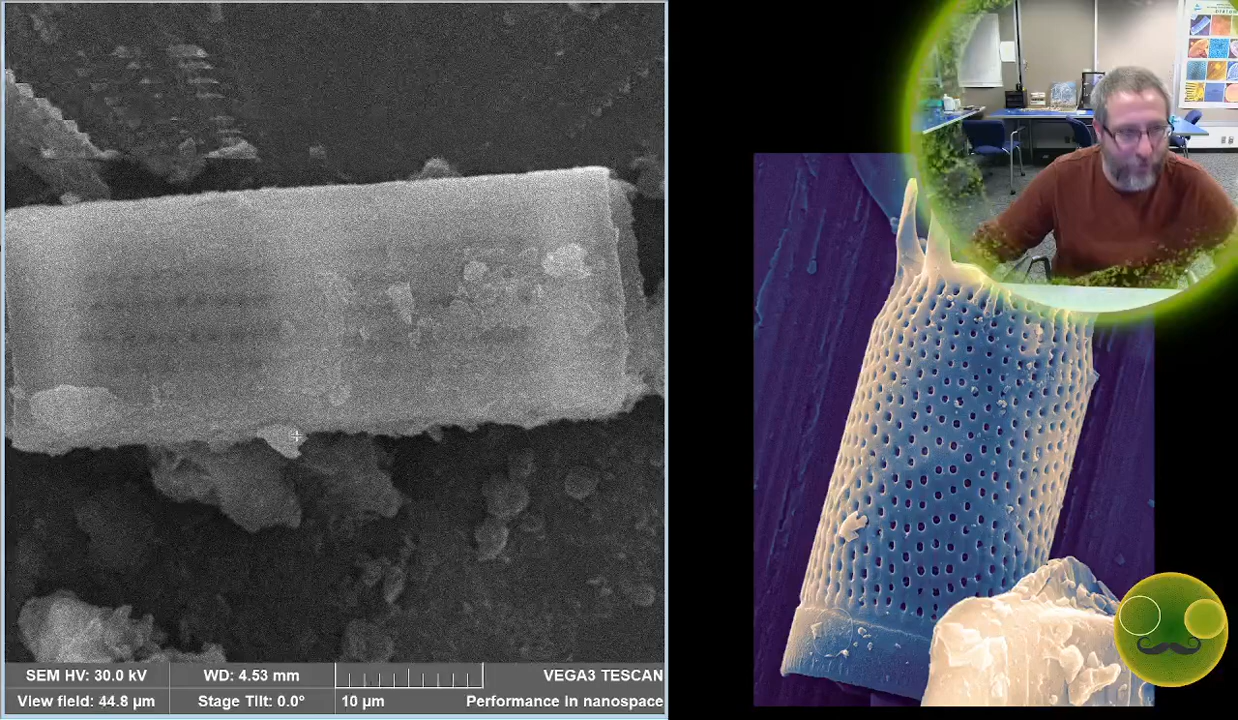 SEM HV: 30.0 kV
WD: 4.53 mm
VEGA3 TESCAN
View field: 44.8 µm
Stage Tilt: 0.0°
10 µm
Performance in nanospace